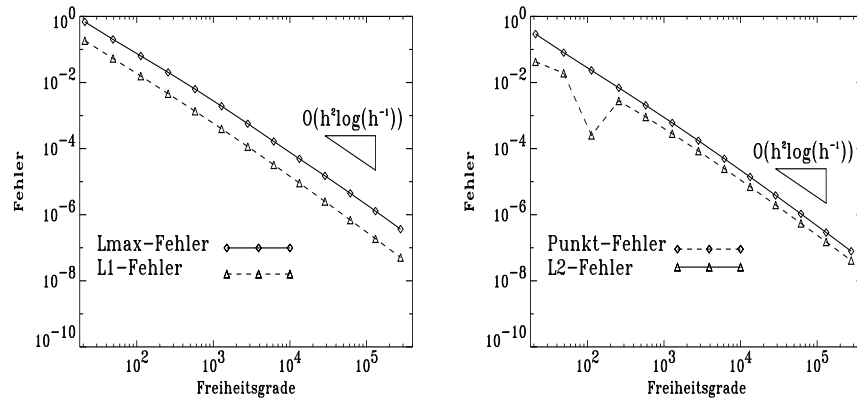 10^0
10^-2
10^-4
10^-6
10^-8
10^-10
Fehler
O(h²log(h⁻¹))
Lmax-Fehler
L1-Fehler
10^2
10^3
10^4
10^5
Freiheitsgrade
10^0
10^-2
10^-4
10^-6
10^-8
10^-10
Fehler
O(h²log(h⁻¹))
Punkt-Fehler
L2-Fehler
10^2
10^3
10^4
10^5
Freiheitsgrade